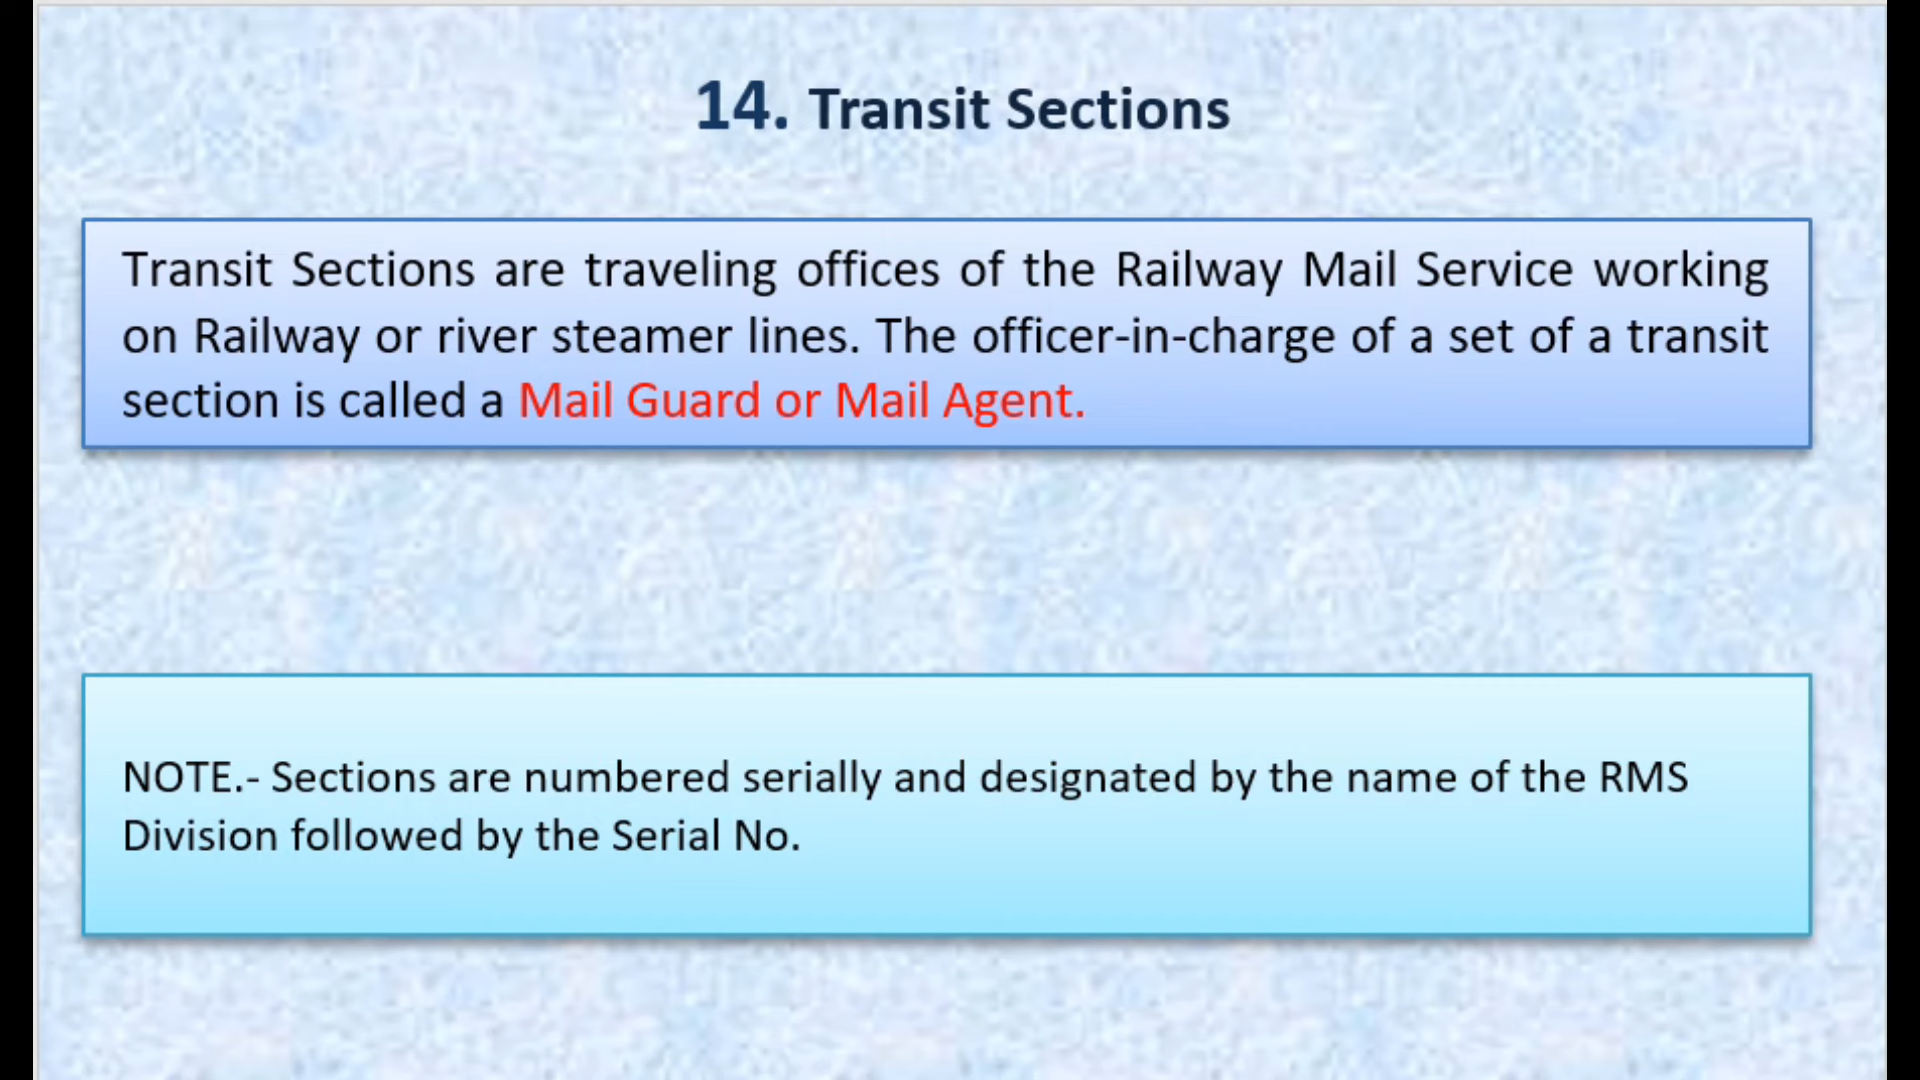 14. Transit Sections
Transit Sections are traveling offices of the Railway Mail Service working
on Railway or river steamer lines. The officer-in-charge of a set of a transit
section is called a Mail Guard or Mail Agent.
NOTE.- Sections are numbered serially and designated by the name of the RMS
Division followed by the Serial No.